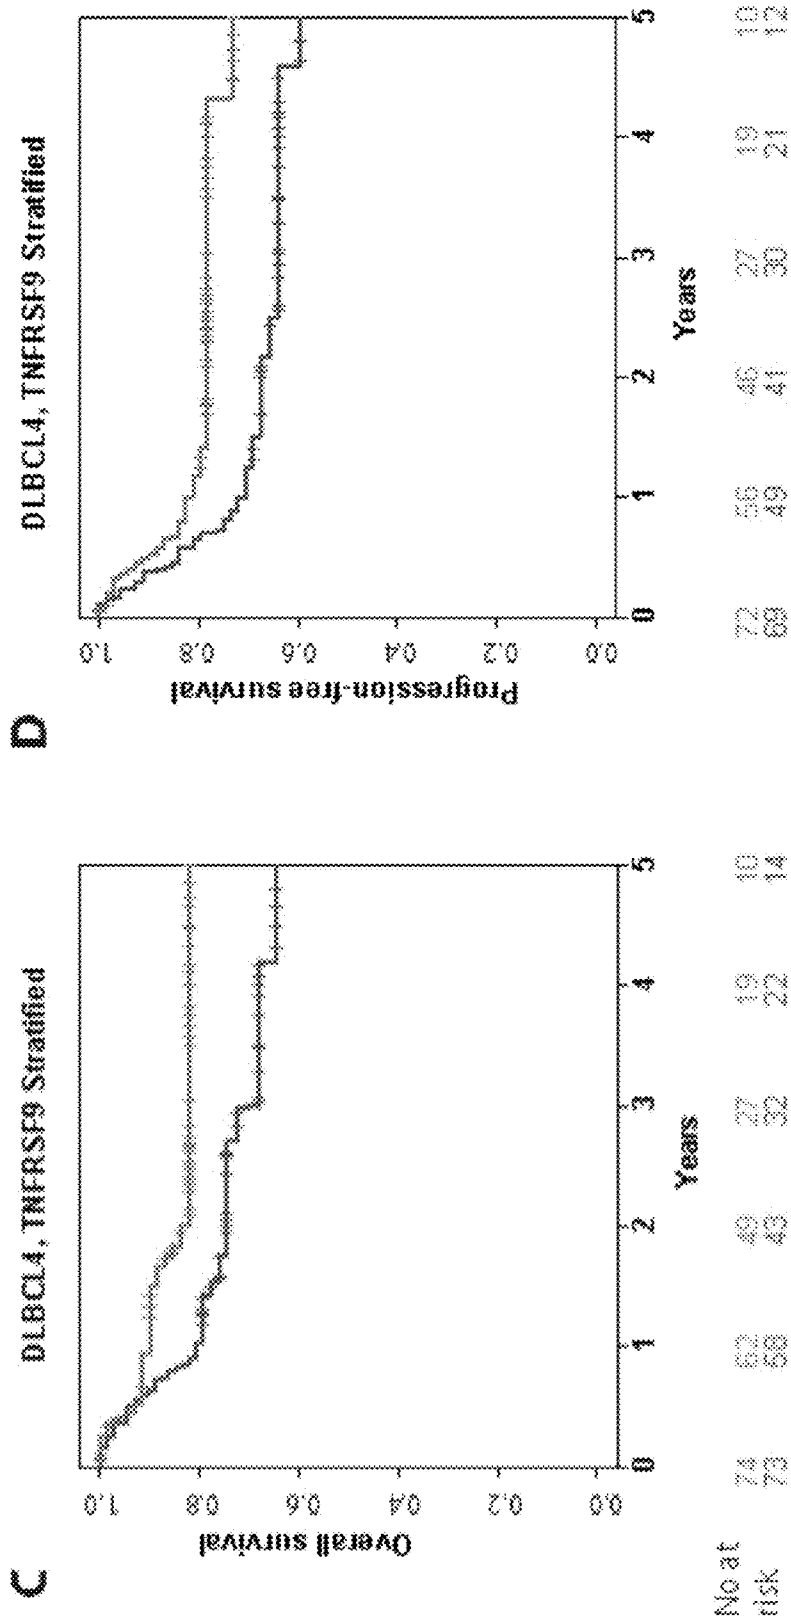 C
DLBCL4, TNFRSF9 Stratified
Overall survival
1.0
0.8
0.6
0.4
0.2
0.0
0 1 2 3 4 5
Years
No at
risk
74 62 49 27 19 10
73 58 43 32 22 14
D
DLBCL4, TNFRSF9 Stratified
Progression-free survival
1.0
0.8
0.6
0.4
0.2
0.0
0 1 2 3 4 5
Years
72 56 46 27 19 10
69 49 41 30 21 12